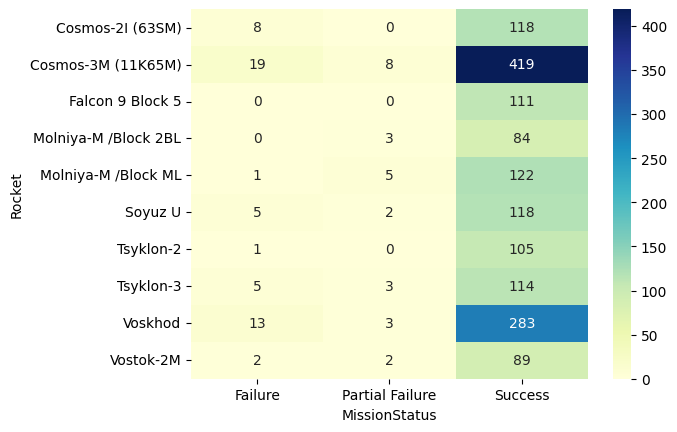 Rocket
Cosmos-2I (63SM) 8 0 118
Cosmos-3M (11K65M) 19 8 419
Falcon 9 Block 5 0 0 111
Molniya-M /Block 2BL 0 3 84
Molniya-M /Block ML 1 5 122
Soyuz U 5 2 118
Tsyklon-2 1 0 105
Tsyklon-3 5 3 114
Voskhod 13 3 283
Vostok-2M 2 2 89
Failure Partial Failure Success
MissionStatus
400
350
300
250
200
150
100
50
0